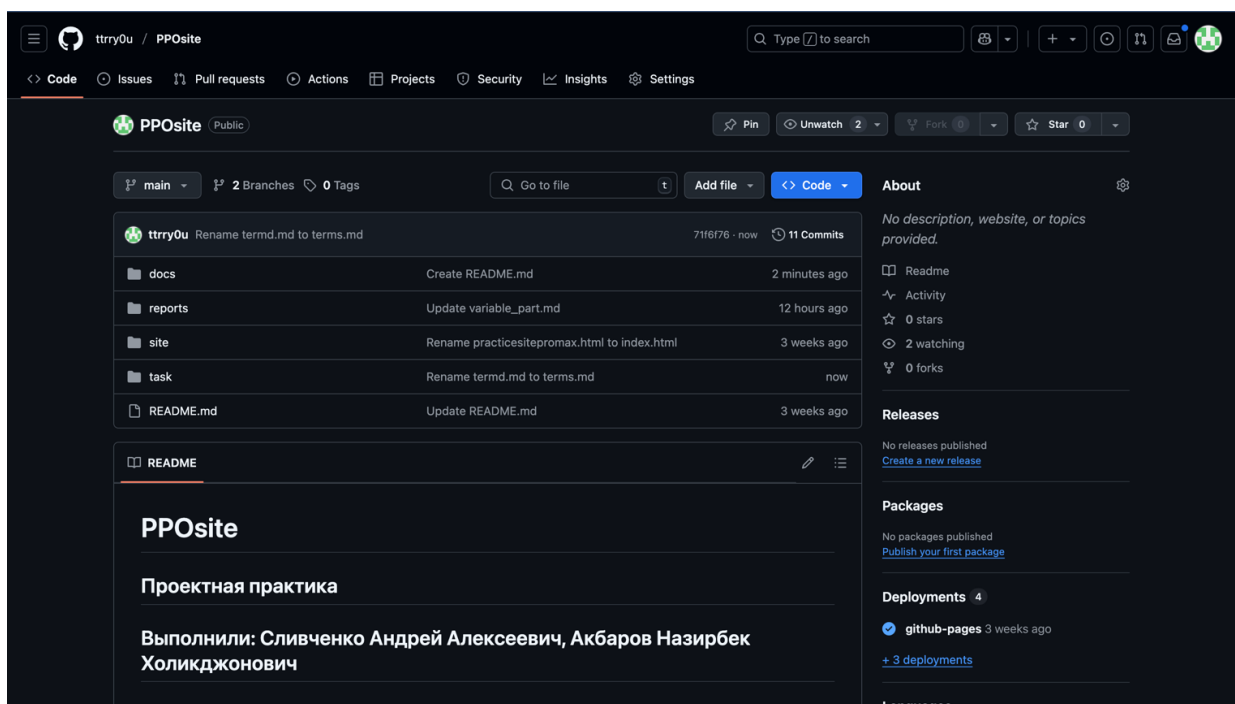 ttrry0u / PPOsite
Type / to search
Code Issues Pull requests Actions Projects Security Insights Settings
PPOsite Public
Pin Unwatch 2 Fork 0 Star 0
main 2 Branches 0 Tags
Go to file t Add file Code
ttrry0u Rename termd.md to terms.md 71f6f76 · now 11 Commits
docs Create README.md 2 minutes ago
reports Update variable_part.md 12 hours ago
site Rename practicesitepromax.html to index.html 3 weeks ago
task Rename termd.md to terms.md now
README.md Update README.md 3 weeks ago
README
PPOsite
Проектная практика
Выполнили: Сливченко Андрей Алексеевич, Акбаров Назирбек
Холикджонович
About
No description, website, or topics
provided.
Readme
Activity
0 stars
2 watching
0 forks
Releases
No releases published
Create a new release
Packages
No packages published
Publish your first package
Deployments 4
github-pages 3 weeks ago
+ 3 deployments